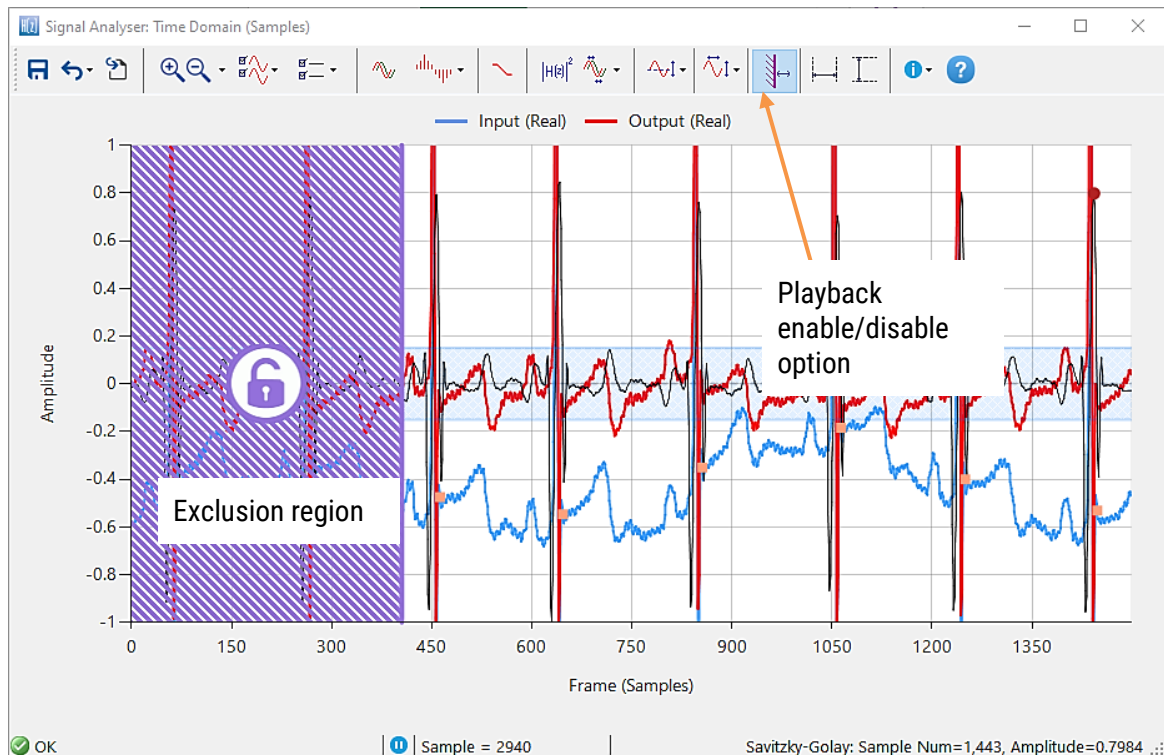 H(z) Signal Analyser: Time Domain (Samples)
|H(z)|²
Input (Real) Output (Real)
1
0.8
0.6
0.4
0.2
0
-0.2
-0.4
-0.6
-0.8
-1
Amplitude
Playback
enable/disable
option
Exclusion region
0 150 300 450 600 750 900 1050 1200 1350
Frame (Samples)
OK Sample = 2940 Savitzky-Golay: Sample Num=1,443, Amplitude=0.7984